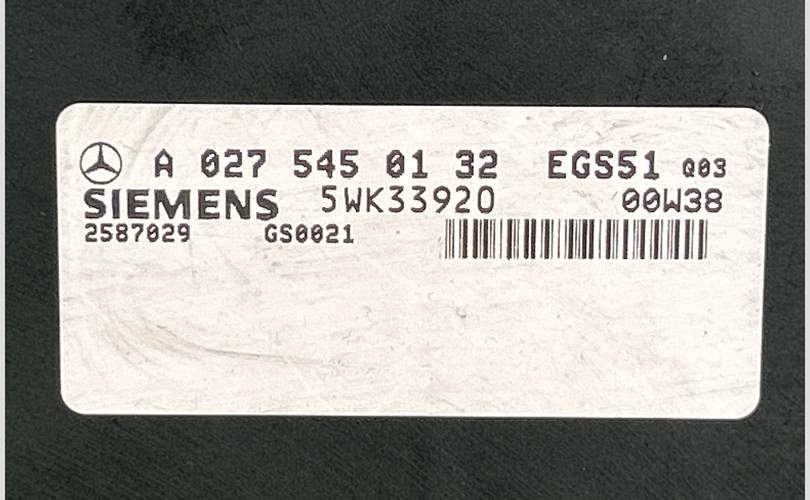 A 027 545 01 32 EGS51 Q03
SIEMENS 5WK33920 00W38
2587029 GS0021